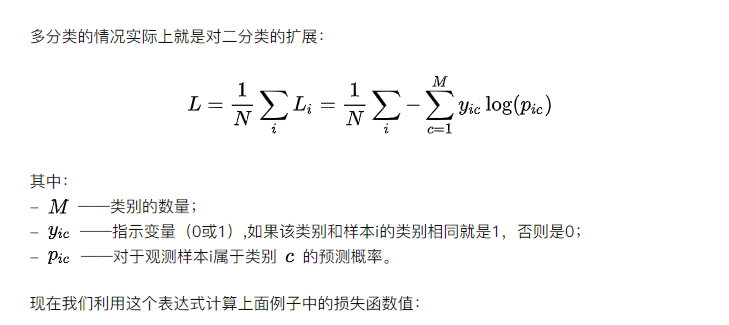 多分类的情况实际上就是对二分类的扩展：
L = \frac{1}{N} \sum_{i} L_i = \frac{1}{N} \sum_{i} - \sum_{c=1}^{M} y_{ic} \log(p_{ic})
其中：
- M ——类别的数量；
- y_{ic} ——指示变量（0或1）,如果该类别和样本i的类别相同就是1，否则是0；
- p_{ic} ——对于观测样本i属于类别 c 的预测概率。
现在我们利用这个表达式计算上面例子中的损失函数值：